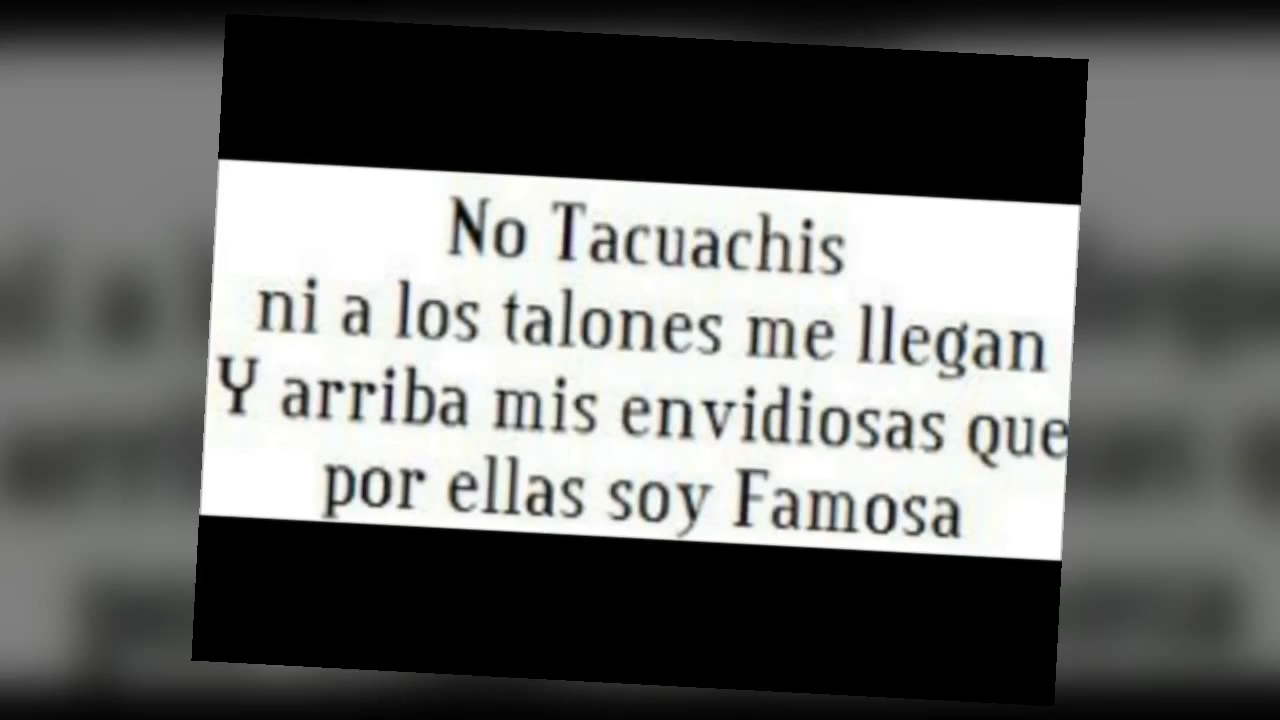 No Tacuachis
ni a los talones me llegan
Y arriba mis envidiosas que
por ellas soy Famosa